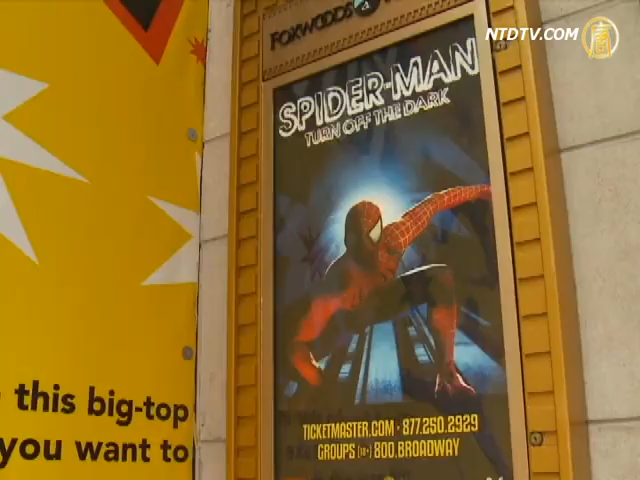 NTDTV.COM
FOXWOODS
SPIDER-MAN
TURN OFF THE DARK
this big-top
you want to
TICKETMASTER.COM • 877.250.2929
GROUPS (10+) 800.BROADWAY